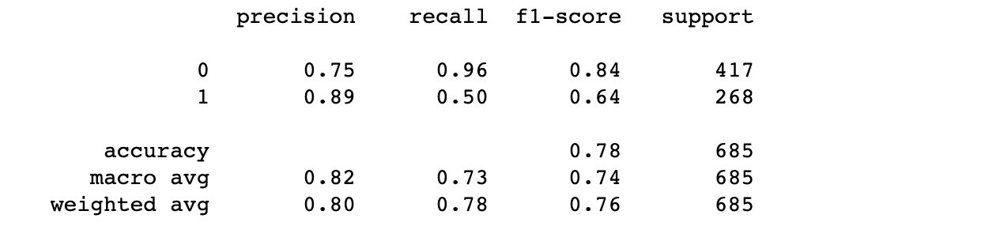 precision recall f1-score support
0 0.75 0.96 0.84 417
1 0.89 0.50 0.64 268
accuracy 0.78 685
macro avg 0.82 0.73 0.74 685
weighted avg 0.80 0.78 0.76 685